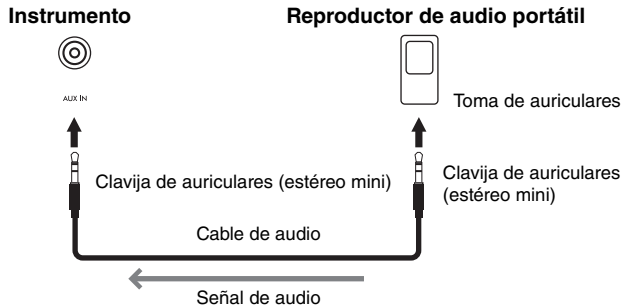 Instrumento
Reproductor de audio portátil
AUX IN
Toma de auriculares
Clavija de auriculares (estéreo mini)
Clavija de auriculares
(estéreo mini)
Cable de audio
Señal de audio